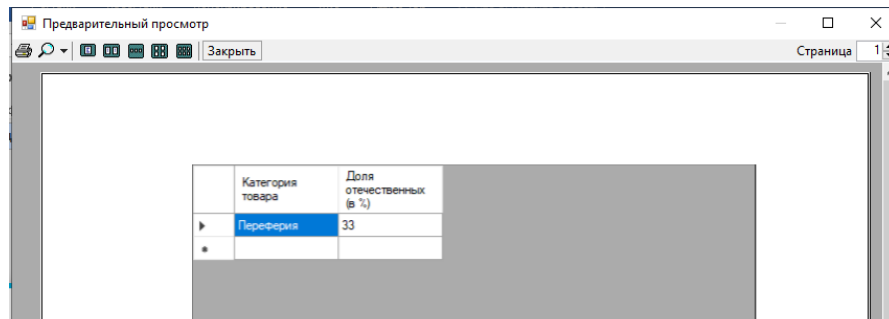 Предварительный просмотр
Закрыть
Страница 1
Категория товара
Доля отечественных (в %)
Переферия 33